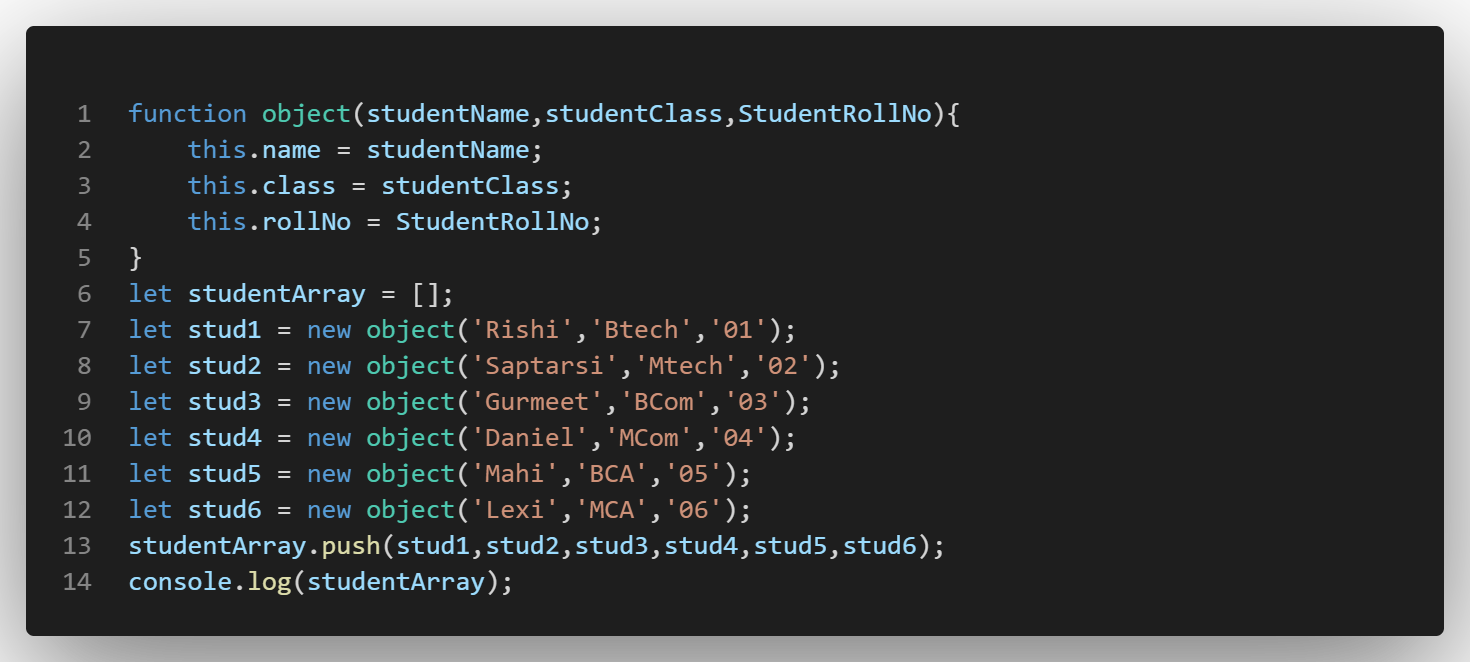 1 function object(studentName,studentClass,StudentRollNo){
2     this.name = studentName;
3     this.class = studentClass;
4     this.rollNo = StudentRollNo;
5 }
6 let studentArray = [];
7 let stud1 = new object('Rishi','Btech','01');
8 let stud2 = new object('Saptarsi','Mtech','02');
9 let stud3 = new object('Gurmeet','BCom','03');
10 let stud4 = new object('Daniel','MCom','04');
11 let stud5 = new object('Mahi','BCA','05');
12 let stud6 = new object('Lexi','MCA','06');
13 studentArray.push(stud1,stud2,stud3,stud4,stud5,stud6);
14 console.log(studentArray);